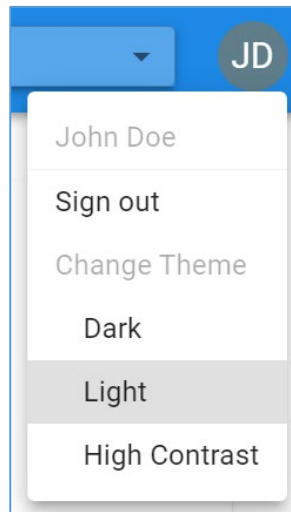 JD
John Doe
Sign out
Change Theme
Dark
Light
High Contrast